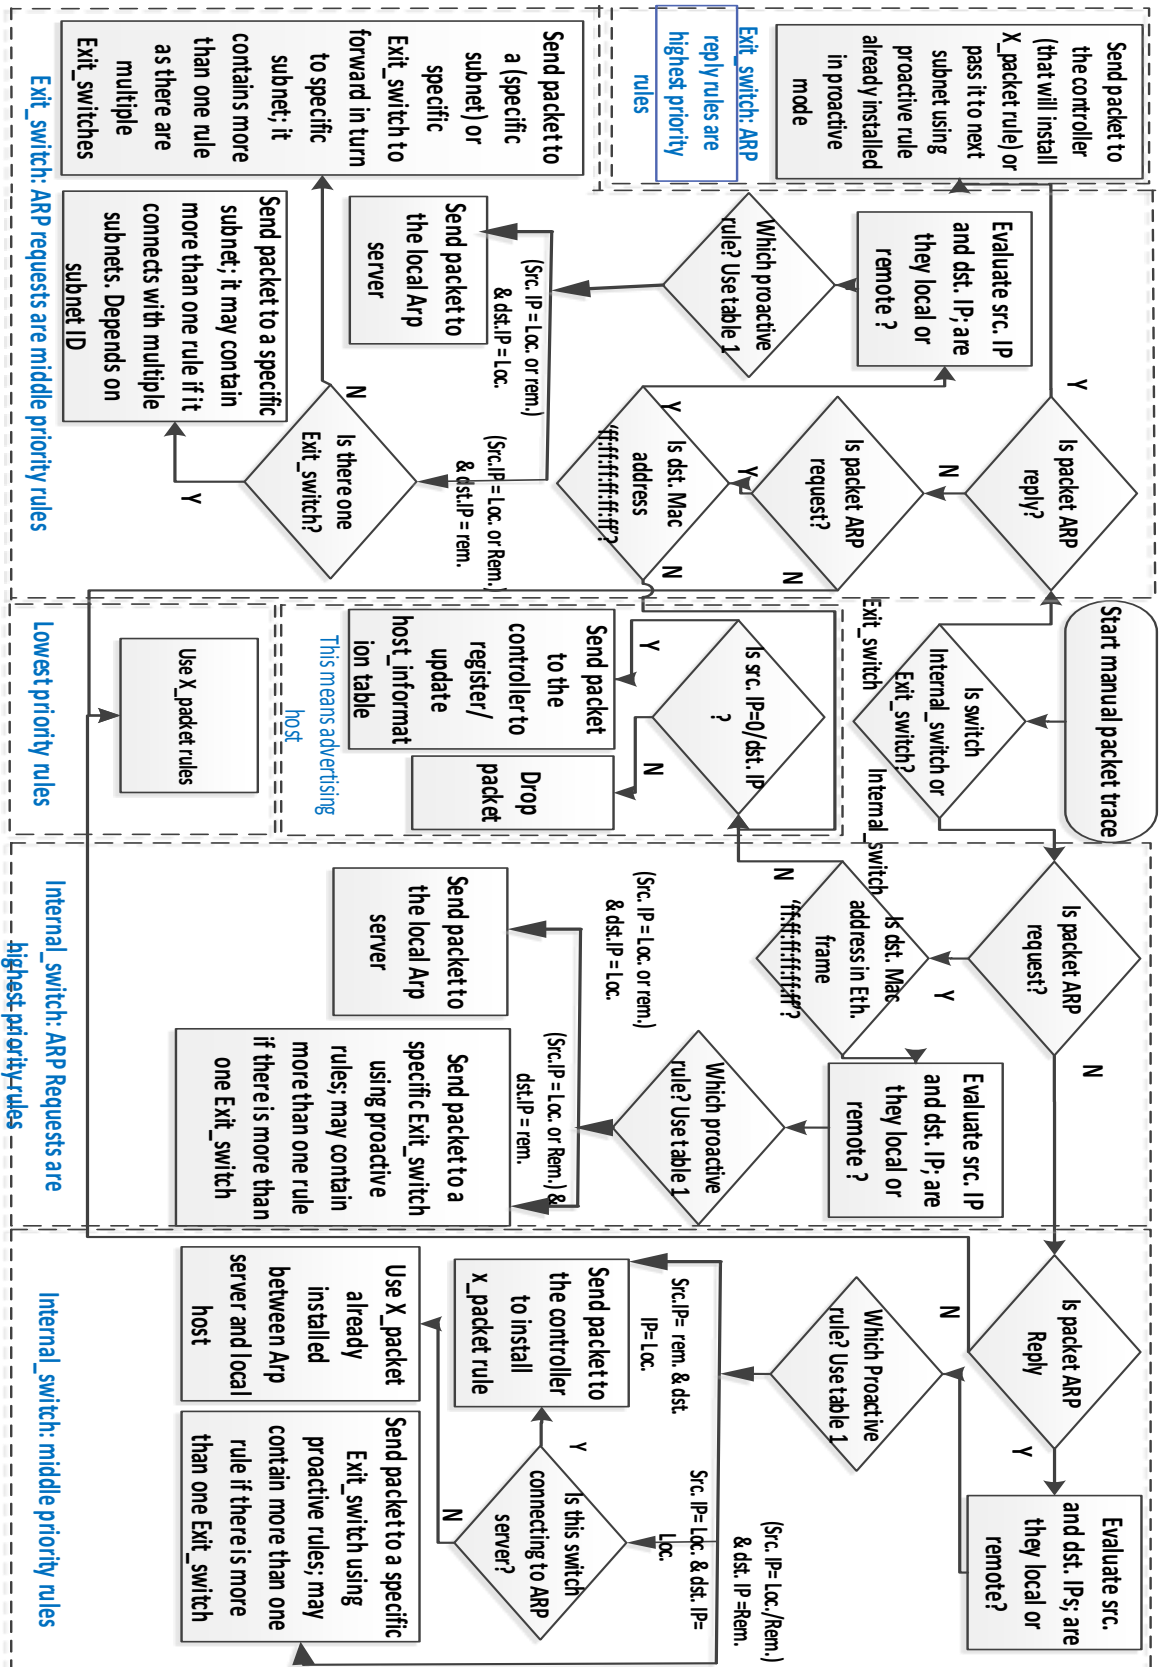 Start manual packet trace
Is switch
Internal_switch or
Exit_switch?
Exit_switch
Internal_switch
Is packet ARP
reply?
Y
N
Send packet to
the controller
(that will install
X_packet rule) or
pass it to next
subnet using
proactive rule
already installed
in proactive
mode
Exit_switch: ARP
reply rules are
highest priority
rules
Is packet ARP
request?
Y
N
Is dst. Mac
address
'ff:ff:ff:ff:ff:ff'?
Y
N
Evaluate src. IP
and dst. IP; are
they local or
remote ?
Which proactive
rule? Use table 1
(Src. IP = Loc. or rem.)
& dst.IP = Loc.
(Src.IP = Loc. or Rem.)
& dst.IP = rem.
Send packet to
the local Arp
server
Is there one
Exit_switch?
N
Y
Send packet to
a (specific
subnet) or
specific
Exit_switch to
forward in turn
to specific
subnet; it
contains more
than one rule
as there are
multiple
Exit_switches
Send packet to a specific
subnet; it may contain
more than one rule if it
connects with multiple
subnets. Depends on
subnet ID
Exit_switch: ARP requests are middle priority rules
Is src. IP=0/dst. IP
?
Y
N
Send packet
to the
controller to
register/
update
host_informat
ion table
Drop
packet
This means advertising
host
Use X_packet rules
Lowest priority rules
Is packet ARP
request?
Y
N
Is dst. Mac
address in Eth.
frame
'ff:ff:ff:ff:ff:ff'?
N
Evaluate src. IP
and dst. IP; are
they local or
remote ?
Which proactive
rule? Use table 1
(Src. IP = Loc. or rem.)
& dst.IP = Loc.
(Src.IP = Loc. or Rem.) &
dst.IP = rem.
Send packet to
the local Arp
server
Send packet to a
specific Exit_switch
using proactive
rules; may contain
more than one rule
if there is more than
one Exit_switch
Internal_switch: ARP Requests are
highest priority rules
Is packet ARP
Reply
Y
N
Evaluate src.
and dst. IPs; are
they local or
remote?
Which Proactive
rule? Use table 1
Src.IP= rem. & dst.
IP= Loc.
Src. IP= Loc. & dst. IP=
Loc.
(Src. IP= Loc./Rem.)
& dst. IP=Rem.
Send packet to
the controller
to install
x_packet rule
Is this switch
connecting to ARP
server?
Y
N
Use X_packet
already
installed
between Arp
server and local
host
Send packet to a specific
Exit_switch using
proactive rules; may
contain more than one
rule if there is more
than one Exit_switch
Internal_switch: middle priority rules